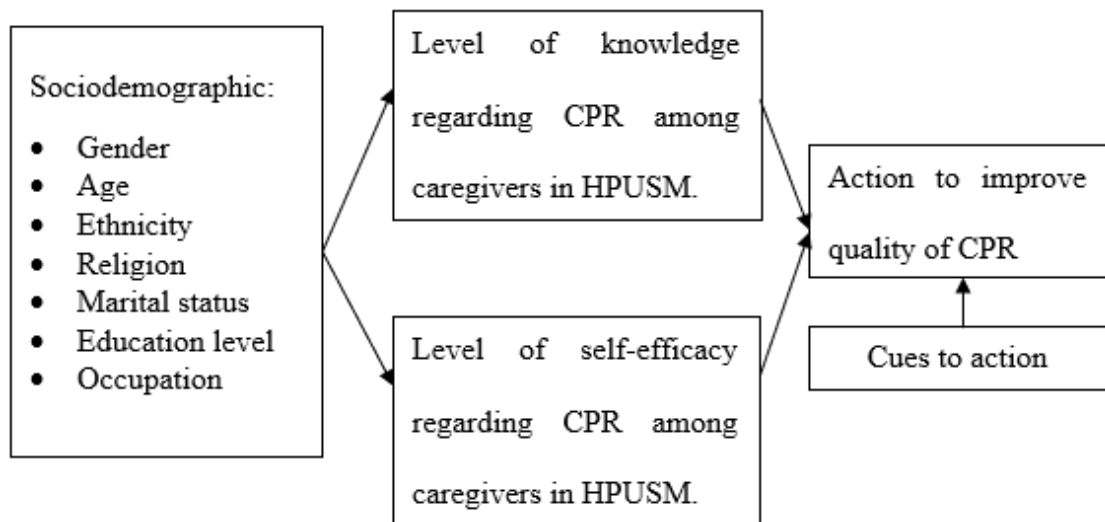 Sociodemographic:
• Gender
• Age
• Ethnicity
• Religion
• Marital status
• Education level
• Occupation
Level of knowledge
regarding CPR among
caregivers in HPUSM.
Level of self-efficacy
regarding CPR among
caregivers in HPUSM.
Action to improve
quality of CPR
Cues to action